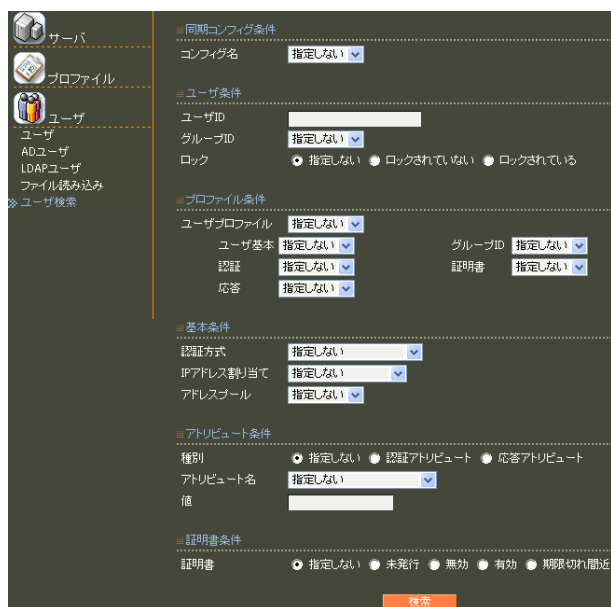 サーバ
プロファイル
ユーザ
ユーザ
ADユーザ
LDAPユーザ
ファイル読み込み
ユーザ検索
同期コンフィグ条件
コンフィグ名 指定しない
ユーザ条件
ユーザID
グループID 指定しない
ロック 指定しない ロックされていない ロックされている
プロファイル条件
ユーザプロファイル 指定しない
ユーザ基本 指定しない グループID 指定しない
認証 指定しない 証明書 指定しない
応答 指定しない
基本条件
認証方式 指定しない
IPアドレス割り当て 指定しない
アドレスプール 指定しない
アトリビュート条件
種別 指定しない 認証アトリビュート 応答アトリビュート
アトリビュート名 指定しない
値
証明書条件
証明書 指定しない 未発行 無効 有効 期限切れ間近
検索